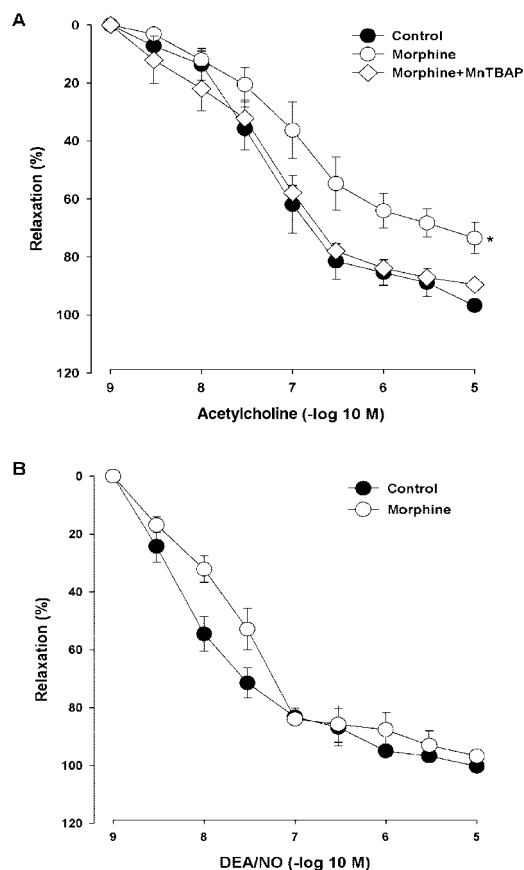 A
Control
Morphine
Morphine+MnTBAP
0
20
40
60
80
100
120
Relaxation (%)
*
9 8 7 6 5
Acetylcholine (-log 10 M)
B
Control
Morphine
0
20
40
60
80
100
120
Relaxation (%)
9 8 7 6 5
DEA/NO (-log 10 M)